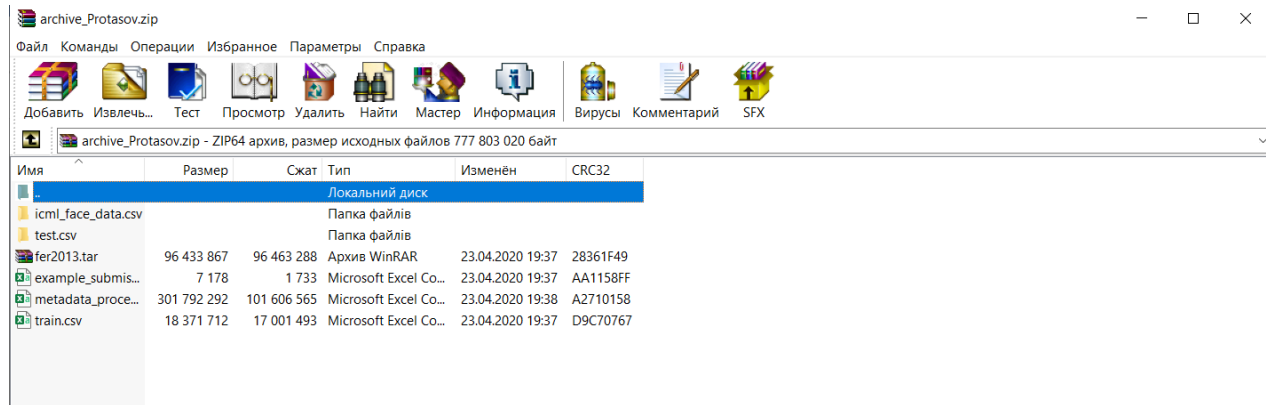 archive_Protasov.zip
Файл Команды Операции Избранное Параметры Справка
Добавить Извлечь... Тест Просмотр Удалить Найти Мастер Информация Вирусы Комментарий SFX
archive_Protasov.zip - ZIP64 архив, размер исходных файлов 777 803 020 байт
Имя Размер Сжат Тип Изменён CRC32
.. Локальний диск
icml_face_data.csv Папка файлів
test.csv Папка файлів
fer2013.tar 96 433 867 96 463 288 Архив WinRAR 23.04.2020 19:37 28361F49
example_submis... 7 178 1 733 Microsoft Excel Co... 23.04.2020 19:37 AA1158FF
metadata_proce... 301 792 292 101 606 565 Microsoft Excel Co... 23.04.2020 19:38 A2710158
train.csv 18 371 712 17 001 493 Microsoft Excel Co... 23.04.2020 19:37 D9C70767